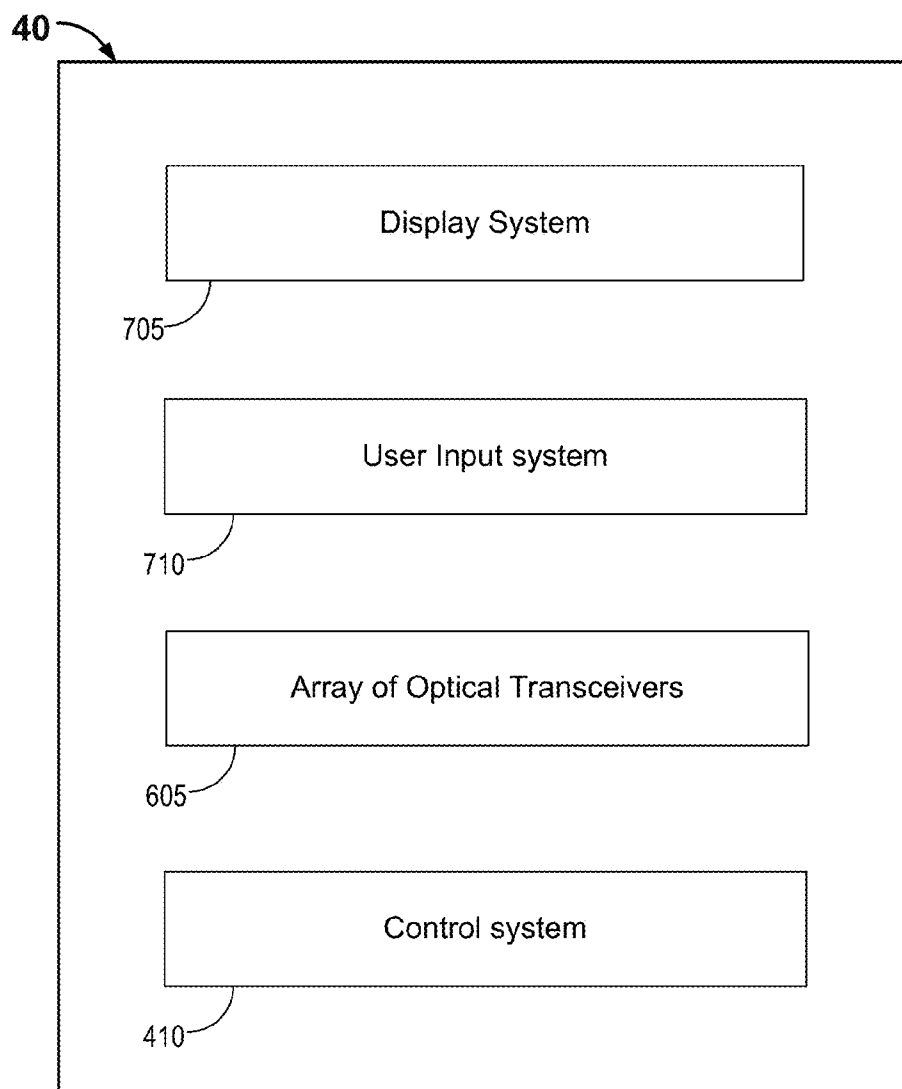 40
Display System
705
User Input system
710
Array of Optical Transceivers
605
Control system
410